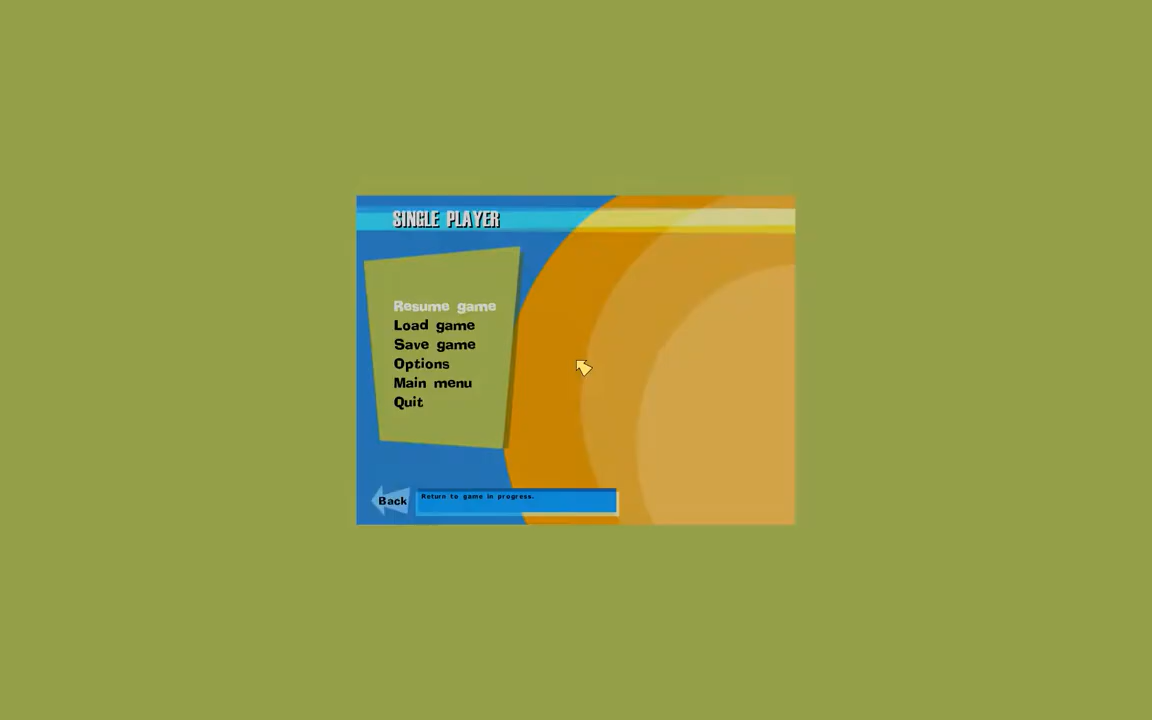 SINGLE PLAYER
Resume game
Load game
Save game
Options
Main menu
Quit
Back
Return to game in progress.